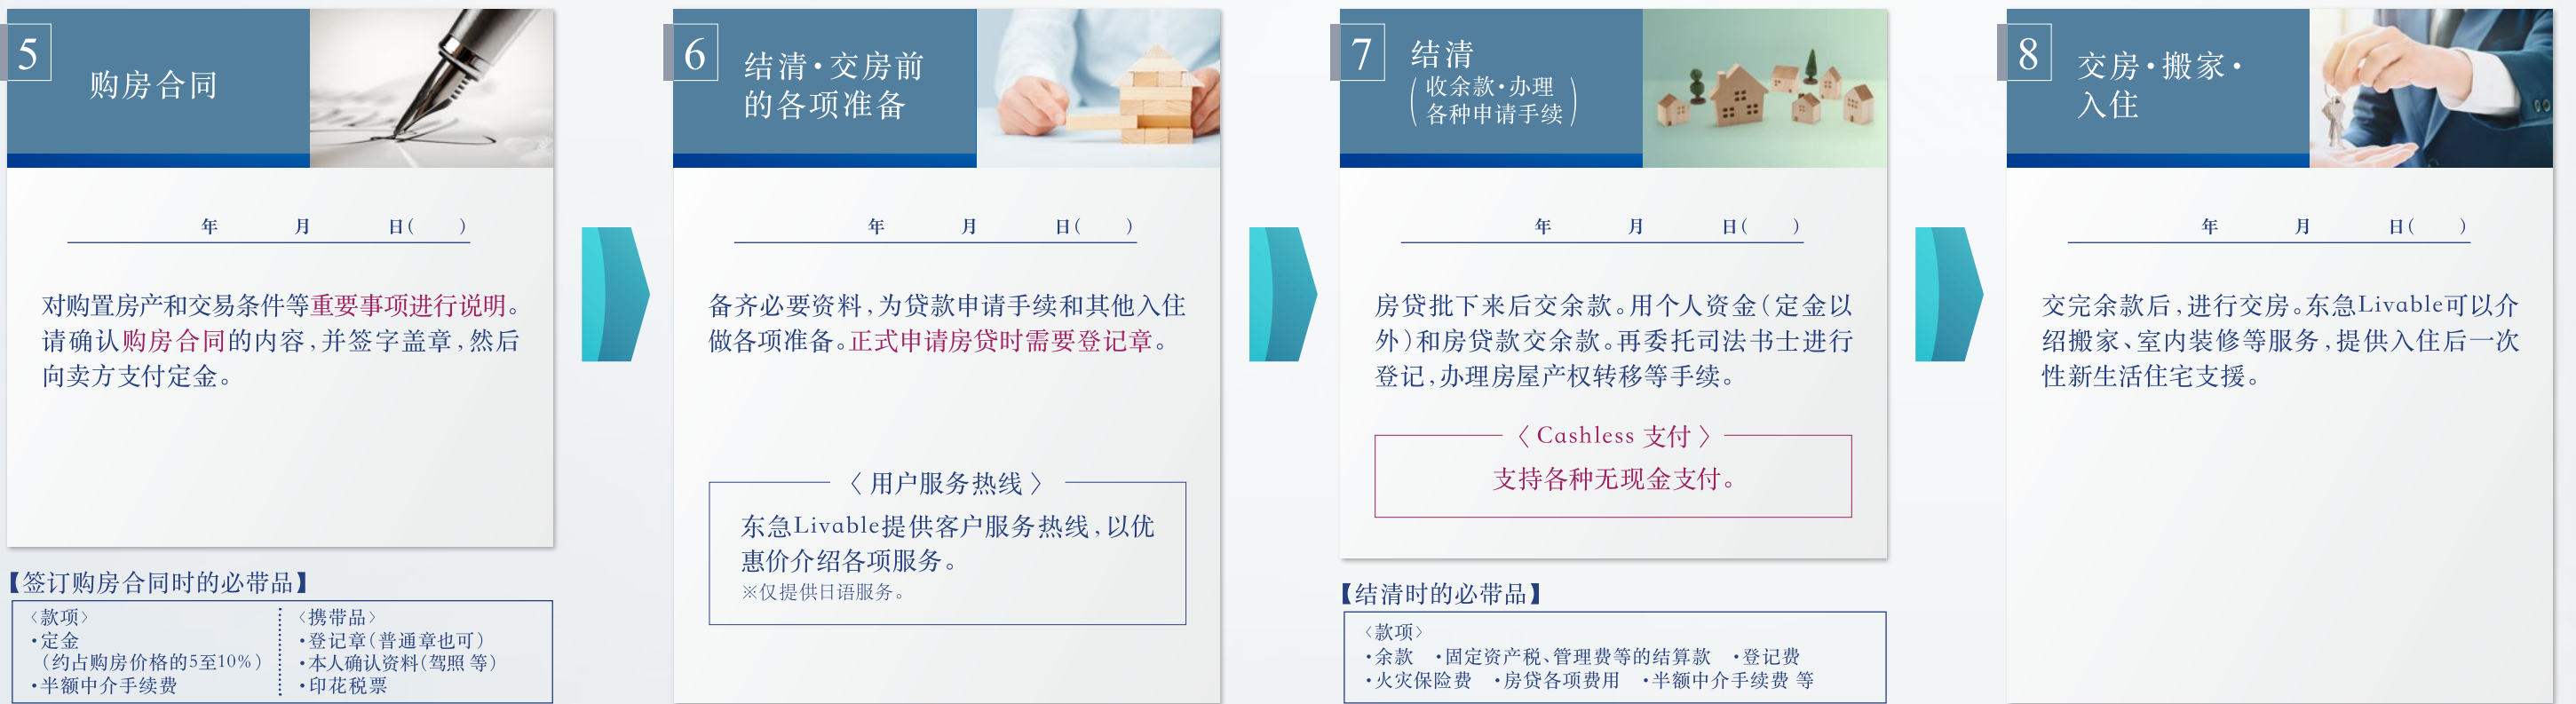 5
购房合同
年 月 日( )
对购置房产和交易条件等重要事项进行说明。
请确认购房合同的内容,并签字盖章,然后
向卖方支付定金。
【签订购房合同时的必带品】
〈款项〉
・定金
(约占购房价格的5至10%)
・半额中介手续费
〈携带品〉
・登记章(普通章也可)
・本人确认资料(驾照 等)
・印花税票
6
结清・交房前
的各项准备
年 月 日( )
备齐必要资料,为贷款申请手续和其他入住
做各项准备。正式申请房贷时需要登记章。
〈 用户服务热线 〉
东急Livable提供客户服务热线,以优
惠价介绍各项服务。
※仅提供日语服务。
7
结清
(收余款・办理
各种申请手续)
年 月 日( )
房贷批下来后交余款。用个人资金(定金以
外)和房贷款交余款。再委托司法书士进行
登记,办理房屋产权转移等手续。
〈 Cashless 支付 〉
支持各种无现金支付。
【结清时的必带品】
〈款项〉
・余款 ・固定资产税、管理费等的结算款 ・登记费
・火灾保险费 ・房贷各项费用 ・半额中介手续费 等
8
交房・搬家・
入住
年 月 日( )
交完余款后,进行交房。东急Livable可以介
绍搬家、室内装修等服务,提供入住后一次
性新生活住宅支援。